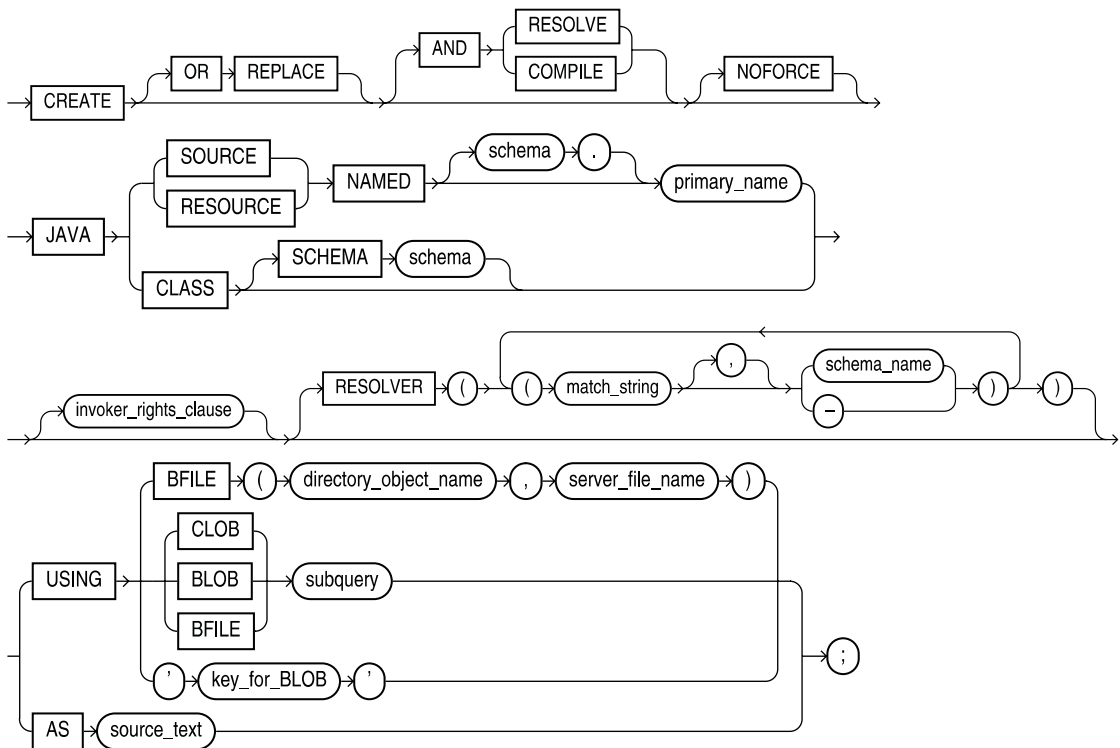 OR REPLACE AND RESOLVE
COMPILE
CREATE NOFORCE
SOURCE
RESOURCE
NAMED schema .
primary_name
JAVA
CLASS SCHEMA schema
invoker_rights_clause
RESOLVER ( ( match_string , schema_name
– ) )
BFILE ( directory_object_name , server_file_name )
CLOB
USING BLOB subquery
BFILE
' key_for_BLOB '
;
AS source_text